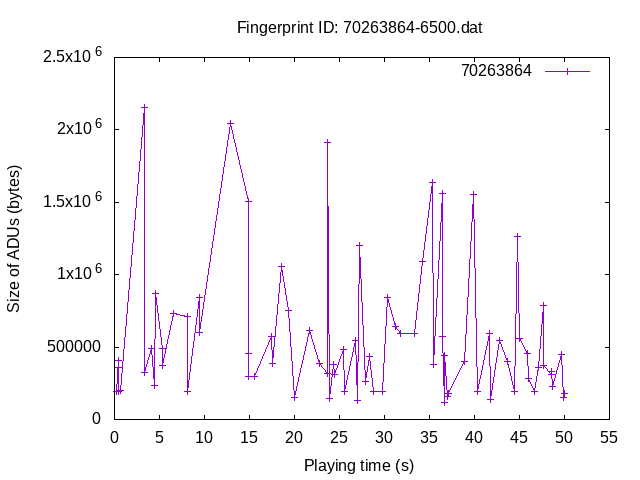 Fingerprint ID: 70263864-6500.dat
2.5x10 6
70263864
2x10 6
1.5x10 6
1x10 6
500000
0
Size of ADUs (bytes)
0 5 10 15 20 25 30 35 40 45 50 55
Playing time (s)